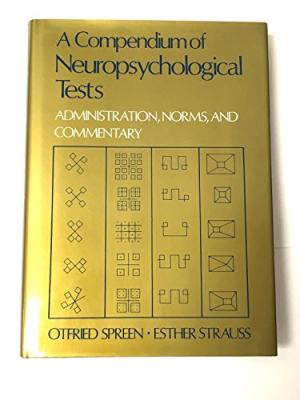 A Compendium of
Neuropsychological
Tests
ADMINISTRATION, NORMS, AND
COMMENTARY
OTFRIED SPREEN • ESTHER STRAUSS